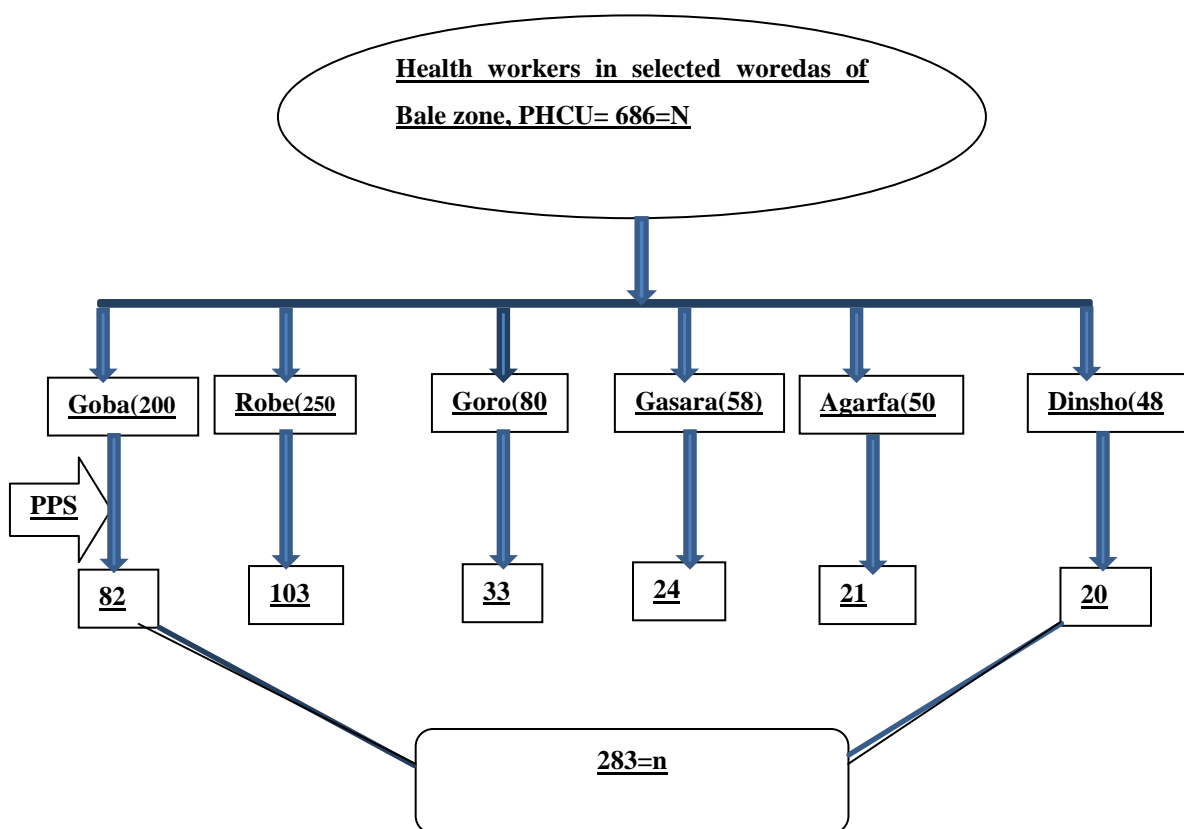 Health workers in selected woredas of
Bale zone, PHCU= 686=N
Goba(200
Robe(250
Goro(80
Gasara(58)
Agarfa(50
Dinsho(48
PPS
82
103
33
24
21
20
283=n